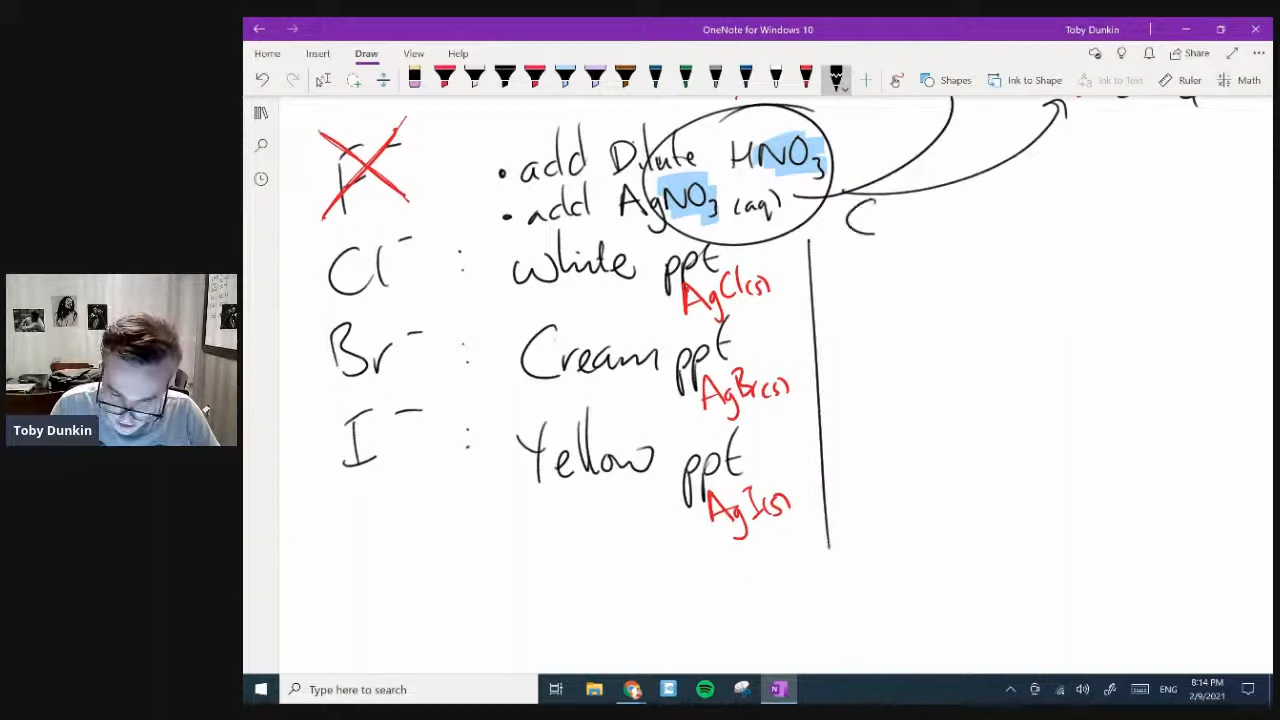 OneNote for Windows 10
Toby Dunkin
Home Insert Draw View Help
Share
Shapes Ink to Shape Ink to Text Ruler Math
F⁻
• add Dilute HNO₃
• add AgNO₃ (aq)
C
Cl⁻ : White ppt
AgCl(s)
Br⁻ : Cream ppt
AgBr(s)
I⁻ : Yellow ppt
AgI(s)
Toby Dunkin
Type here to search
ENG
8:14 PM
2/9/2021